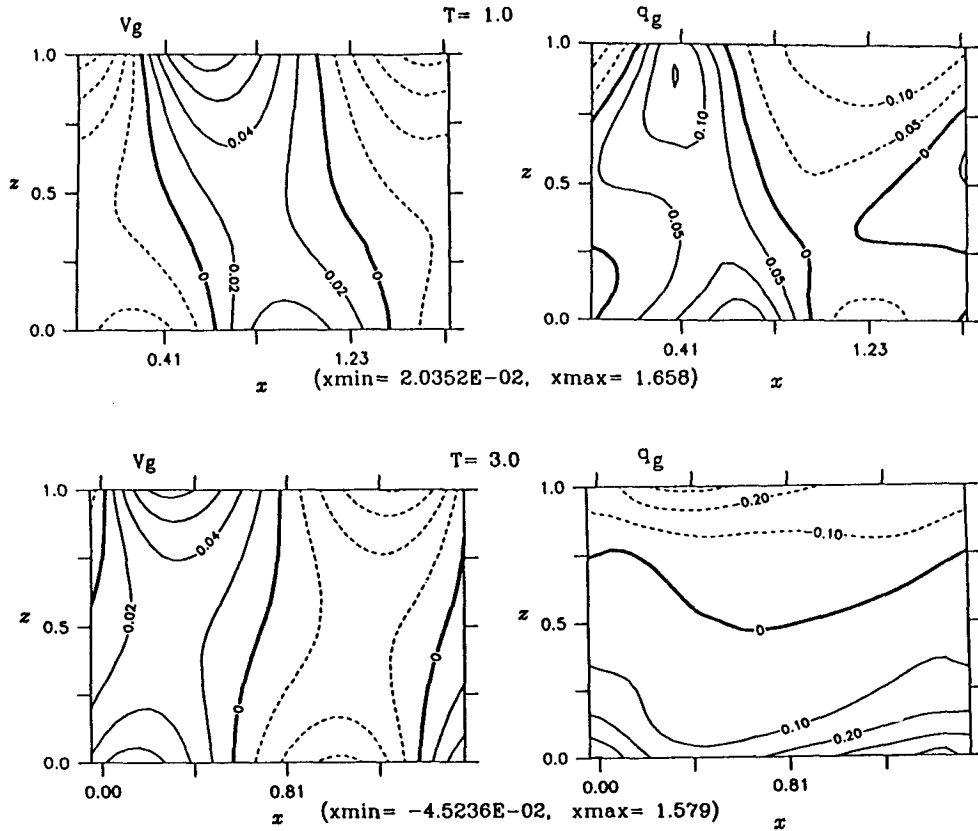 Vg T= 1.0 qg
1.0 1.0
0.04 0.10 0.10 0.05 0
z 0.5 z 0.5
0.05
0 0.02 0.02 0 0.05 0
0.0 0.0
0.41 1.23 0.41 1.23
x (xmin= 2.0352E-02, xmax= 1.658) x
Vg T= 3.0 qg
1.0 1.0
0.04 0.20 0.10
0.02
z 0.5 z 0.5 0
0 0 0.10 0.20
0.0 0.0
0.00 0.81 0.00 0.81
x (xmin= -4.5236E-02, xmax= 1.579) x